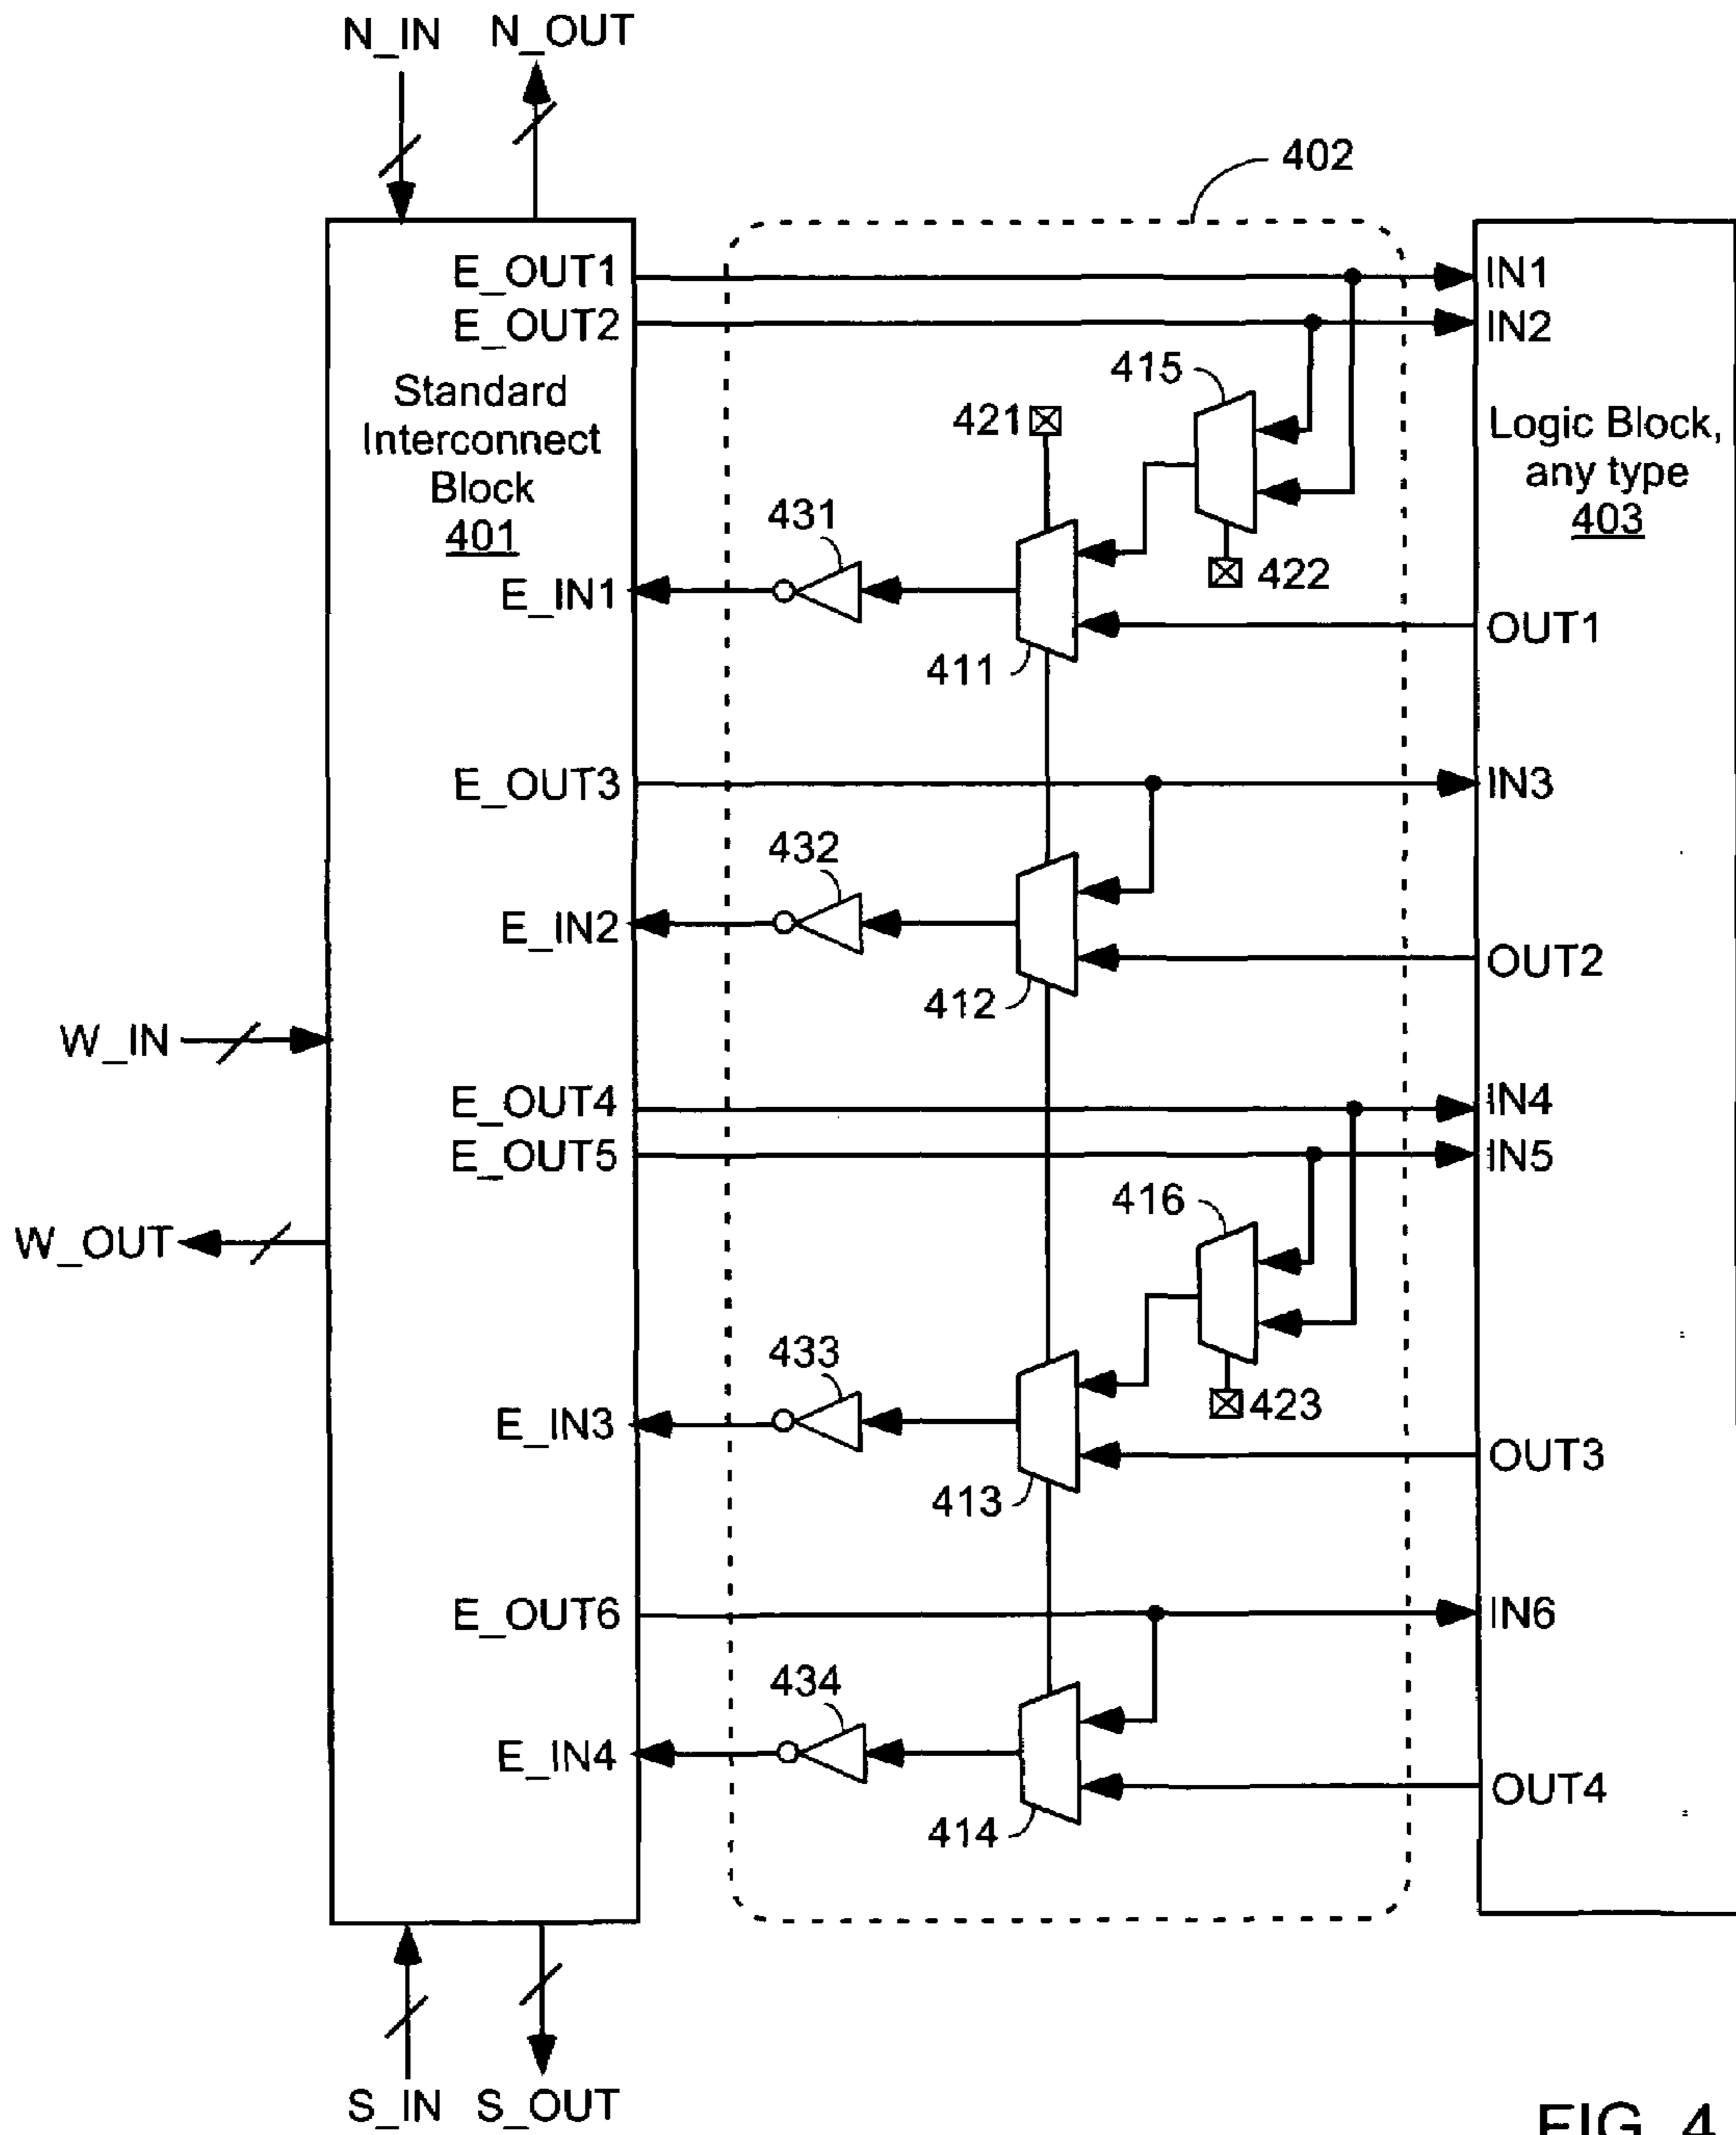 N_IN N_OUT
402
E_OUT1 IN1
E_OUT2 IN2
415
Standard
Interconnect
Block
401
421
Logic Block,
any type
403
431
422
E_IN1
OUT1
411
E_OUT3 IN3
432
E_IN2
OUT2
412
W_IN
E_OUT4 IN4
E_OUT5 IN5
416
W_OUT
433
423
E_IN3
OUT3
413
E_OUT6 IN6
434
E_IN4
OUT4
414
S_IN S_OUT
FIG. 4